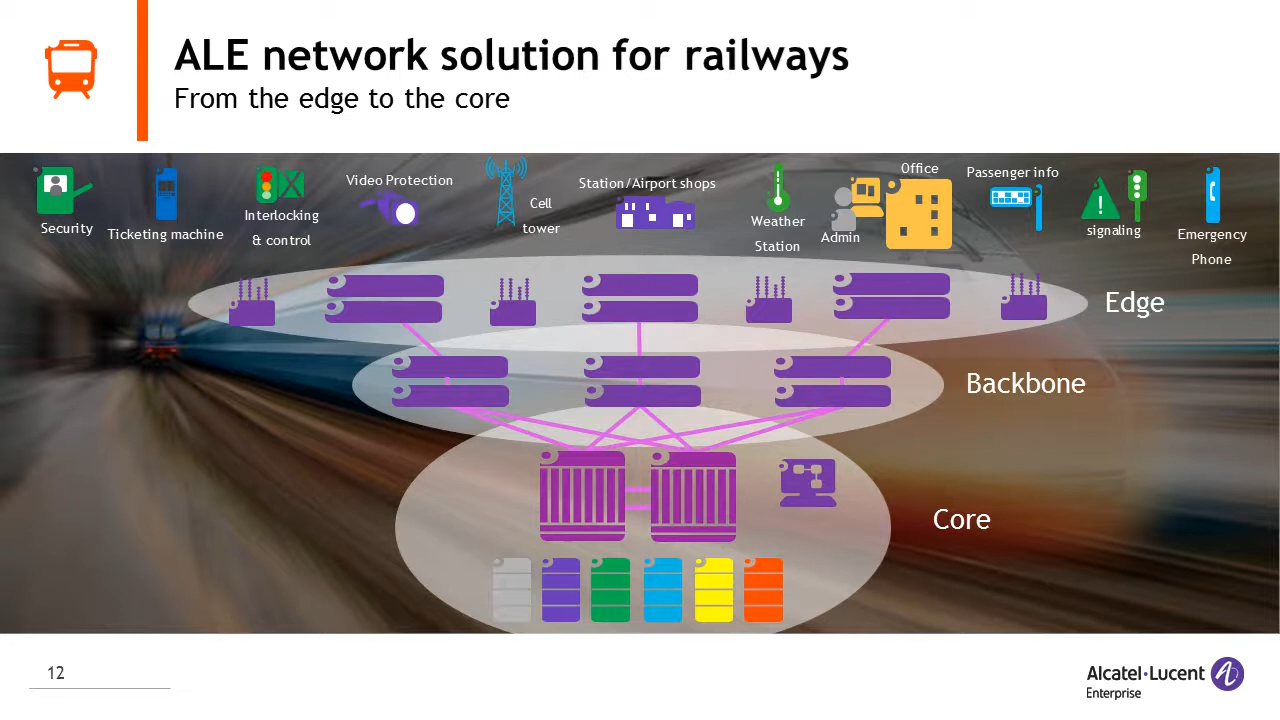 ALE network solution for railways
From the edge to the core
Security
Ticketing machine
Interlocking
& control
Video Protection
Cell
tower
Station/Airport shops
Weather
Station
Admin
Office
Passenger info
signaling
Emergency
Phone
Edge
Backbone
Core
12
Alcatel·Lucent
Enterprise